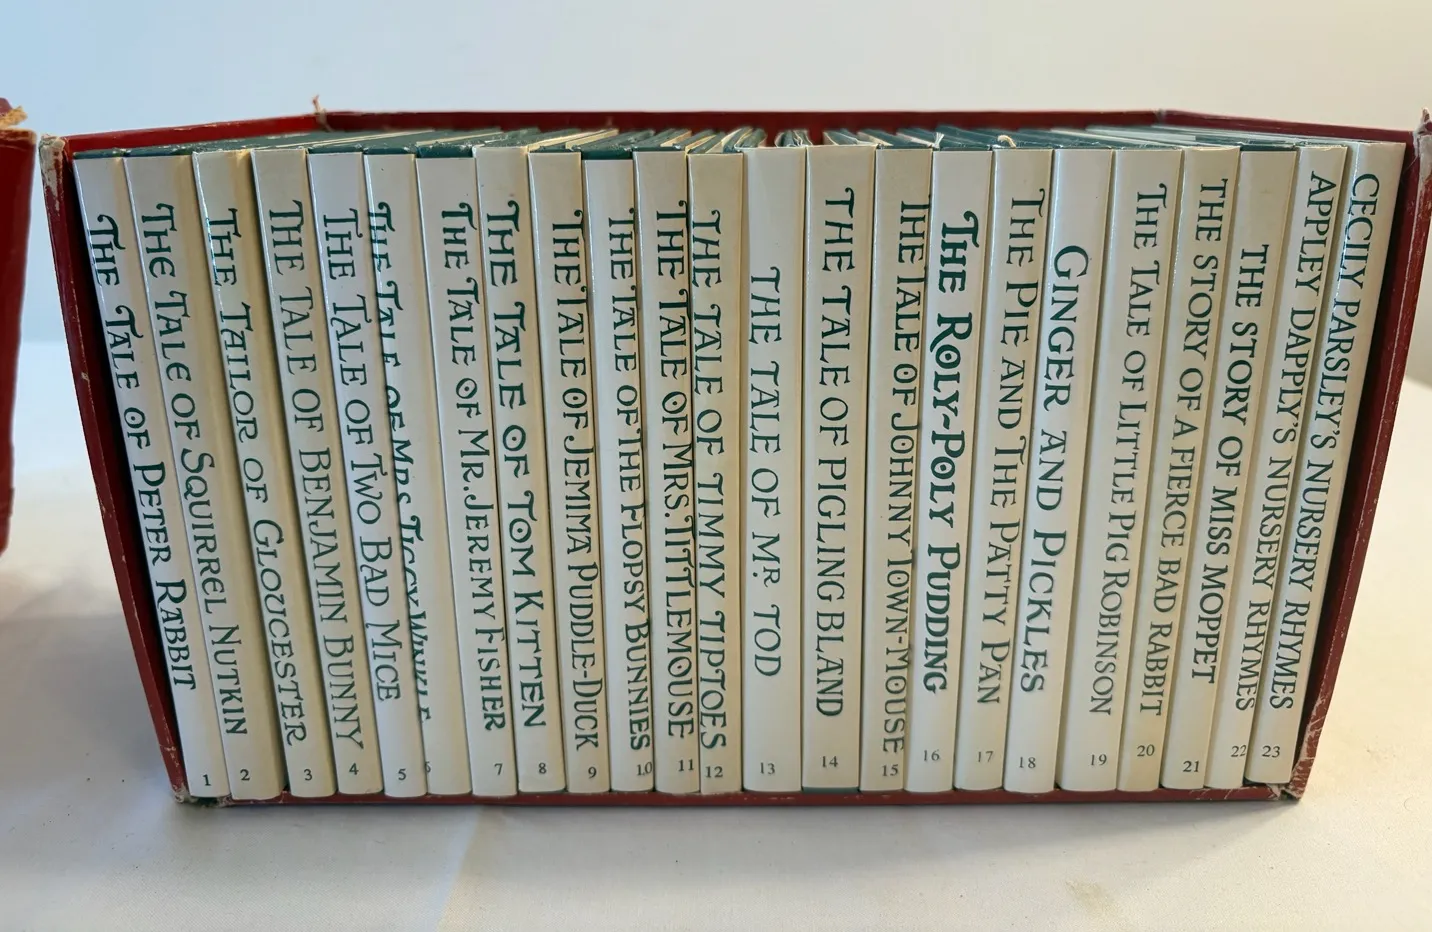 THE TALE OF PETER RABBIT
1
THE TALE OF SQUIRREL NUTKIN
2
THE TAILOR OF GLOUCESTER
3
THE TALE OF BENJAMIN BUNNY
4
THE TALE OF TWO BAD MICE
5
THE TALE OF MRS. TIGGY-WINKLE
6
THE TALE OF MR. JEREMY FISHER
7
THE TALE OF TOM KITTEN
8
THE TALE OF JEMIMA PUDDLE-DUCK
9
THE TALE OF THE FLOPSY BUNNIES
10
THE TALE OF MRS. TITTLEMOUSE
11
THE TALE OF TIMMY TIPTOES
12
THE TALE OF MR TOD
13
THE TALE OF PIGLING BLAND
14
THE TALE OF JOHNNY TOWN-MOUSE
15
THE ROLY-POLY PUDDING
16
THE PIE AND THE PATTY PAN
17
GINGER AND PICKLES
18
THE TALE OF LITTLE PIG ROBINSON
19
THE STORY OF A FIERCE BAD RABBIT
20
THE STORY OF MISS MOPPET
21
APPLEY DAPPLY'S NURSERY RHYMES
22
CECILY PARSLEY'S NURSERY RHYMES
23